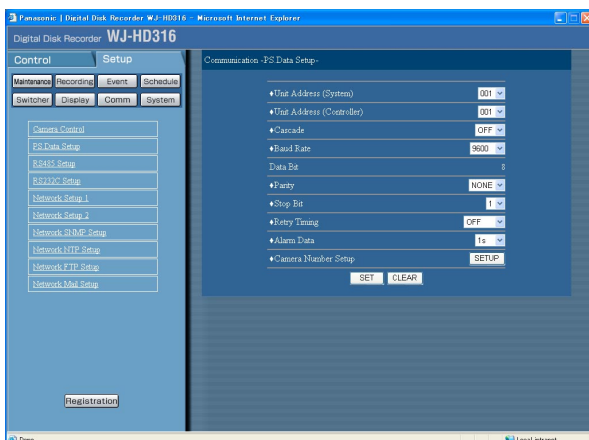 Panasonic | Digital Disk Recorder WJ-HD316 - Microsoft Internet Explorer
Digital Disk Recorder WJ-HD316
Control Setup
Maintenance Recording Event Schedule
Switcher Display Comm System
Camera Control
PS.Data Setup
RS485 Setup
RS232C Setup
Network Setup 1
Network Setup 2
Network SNMP Setup
Network NTP Setup
Network FTP Setup
Network Mail Setup
Registration
Communication -PS.Data Setup-
♦Unit Address (System) 001
♦Unit Address (Controller) 001
♦Cascade OFF
♦Baud Rate 9600
Data Bit 8
♦Parity NONE
♦Stop Bit 1
♦Retry Timing OFF
♦Alarm Data 1s
♦Camera Number Setup SETUP
SET CLEAR
Done Local intranet